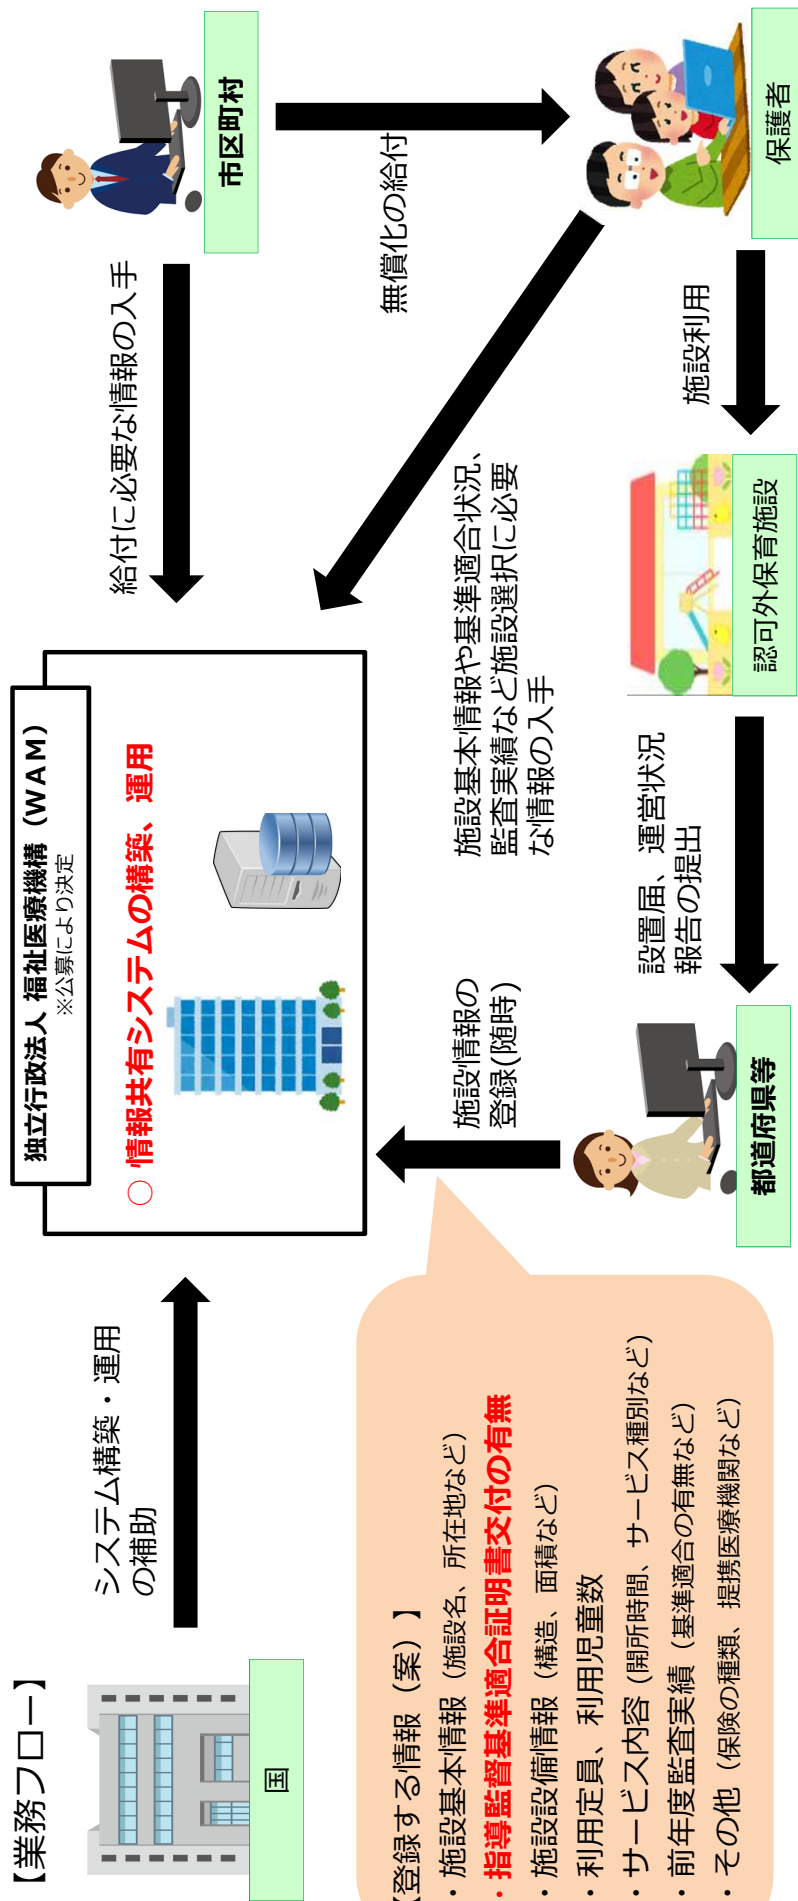 【業務フロー】
国
システム構築・運用
の補助
独立行政法人 福祉医療機構（WAM）
※公募により決定
○ 情報共有システムの構築、運用
給付に必要な情報の入手
市区町村
無償化の給付
保護者
施設基本情報や基準適合状況、
監査実績など施設選択に必要
な情報の入手
施設利用
認可外保育施設
設置届、運営状況
報告の提出
都道府県等
施設情報の
登録(随時)
【登録する情報（案）】
・施設基本情報（施設名、所在地など）
・指導監督基準適合証明書交付の有無
・施設設備情報（構造、面積など）
・利用定員、利用児童数
・サービス内容（開所時間、サービス種別など）
・前年度監査実績（基準適合の有無など）
・その他（保険の種類、提携医療機関など）